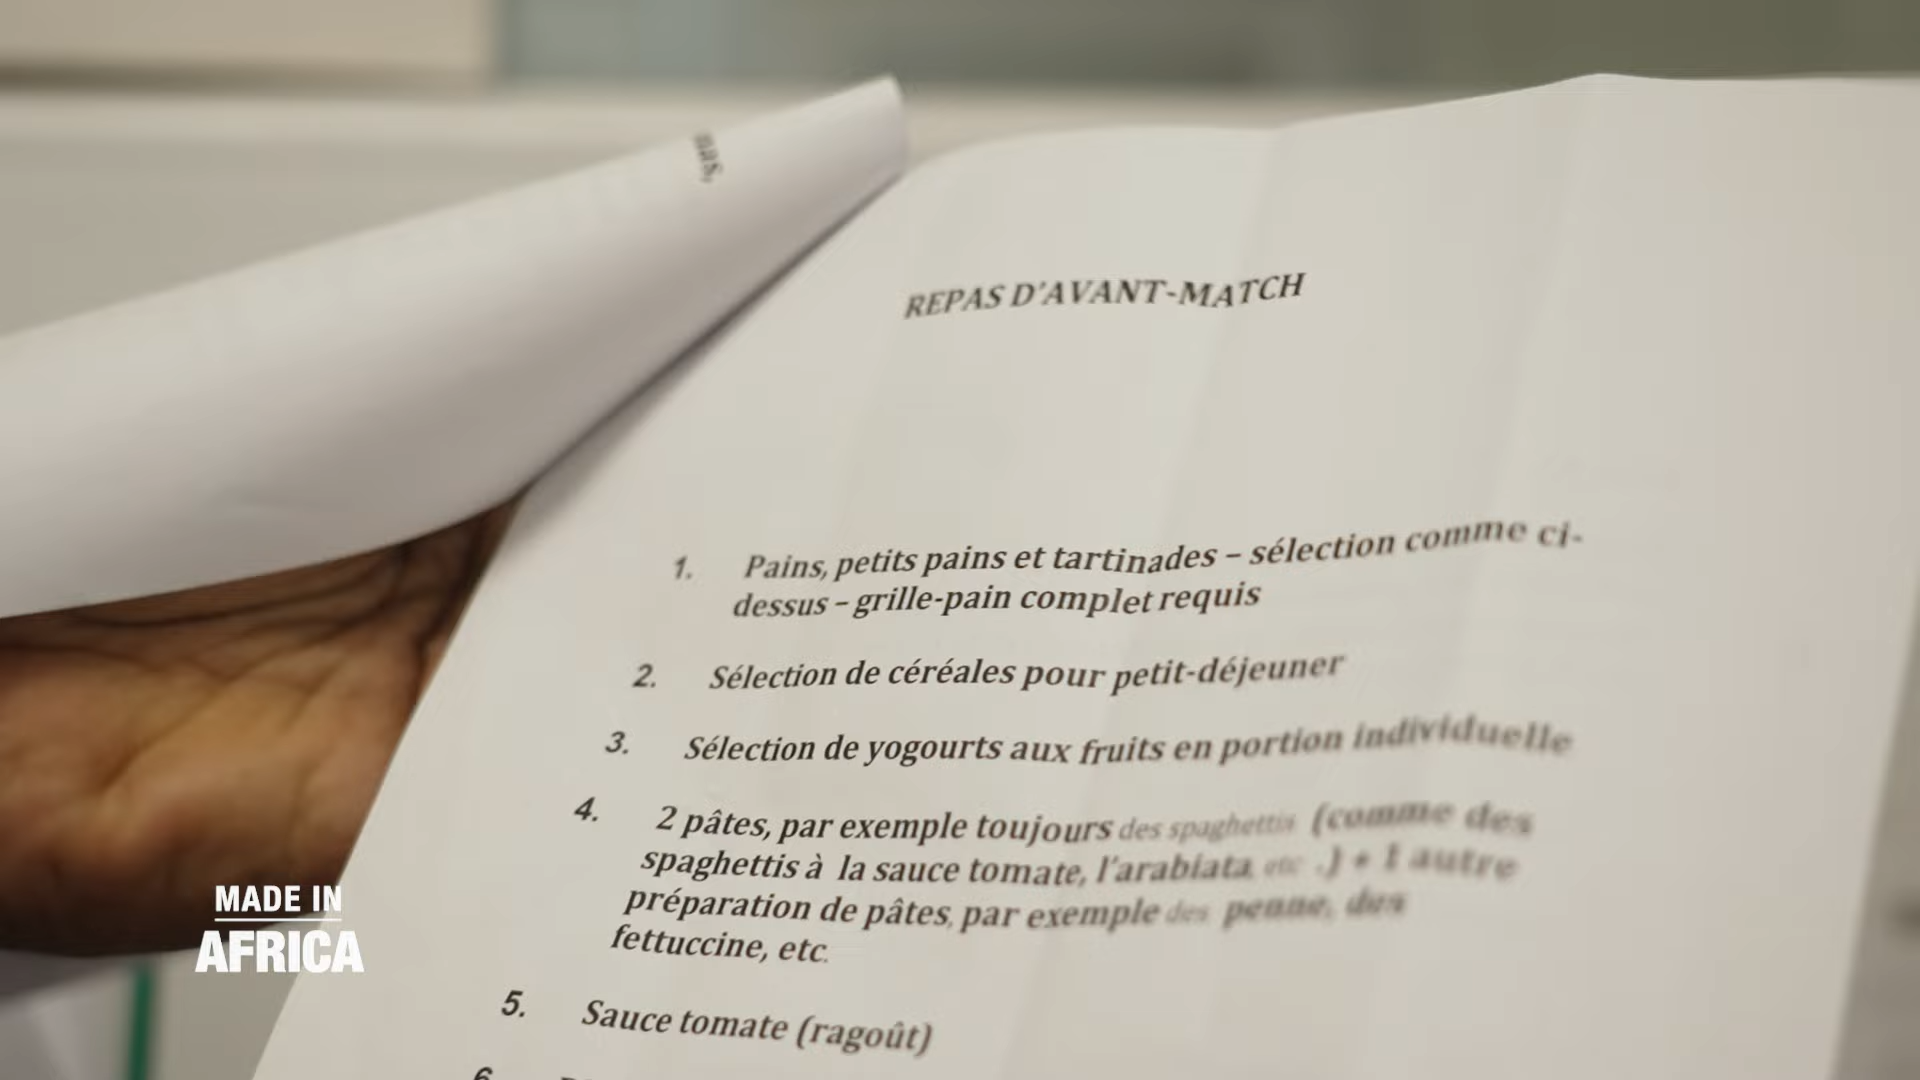 nas,
REPAS D'AVANT-MATCH
1. Pains, petits pains et tartinades – sélection comme ci-
dessus – grille-pain complet requis
2. Sélection de céréales pour petit-déjeuner
3. Sélection de yogourts aux fruits en portion individuelle
4. 2 pâtes, par exemple toujours des spaghettis (comme des
spaghettis à la sauce tomate, l'arabiata, etc .) + 1 autre
préparation de pâtes, par exemple des penne, des
fettuccine, etc.
5. Sauce tomate (ragoût)
6.
MADE IN
AFRICA